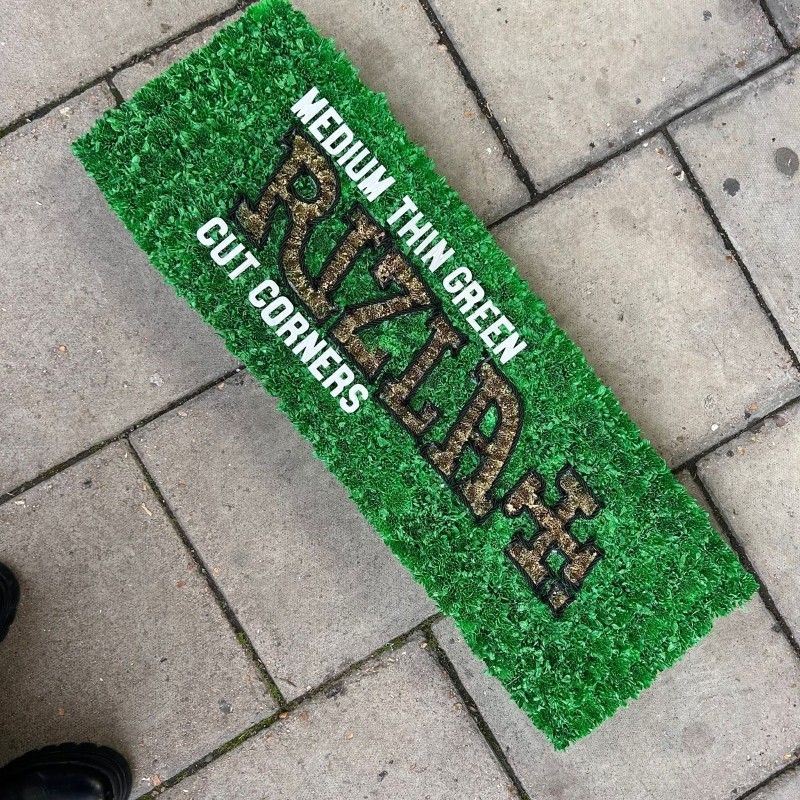 MEDIUM THIN GREEN
RIZLA+.
CUT CORNERS